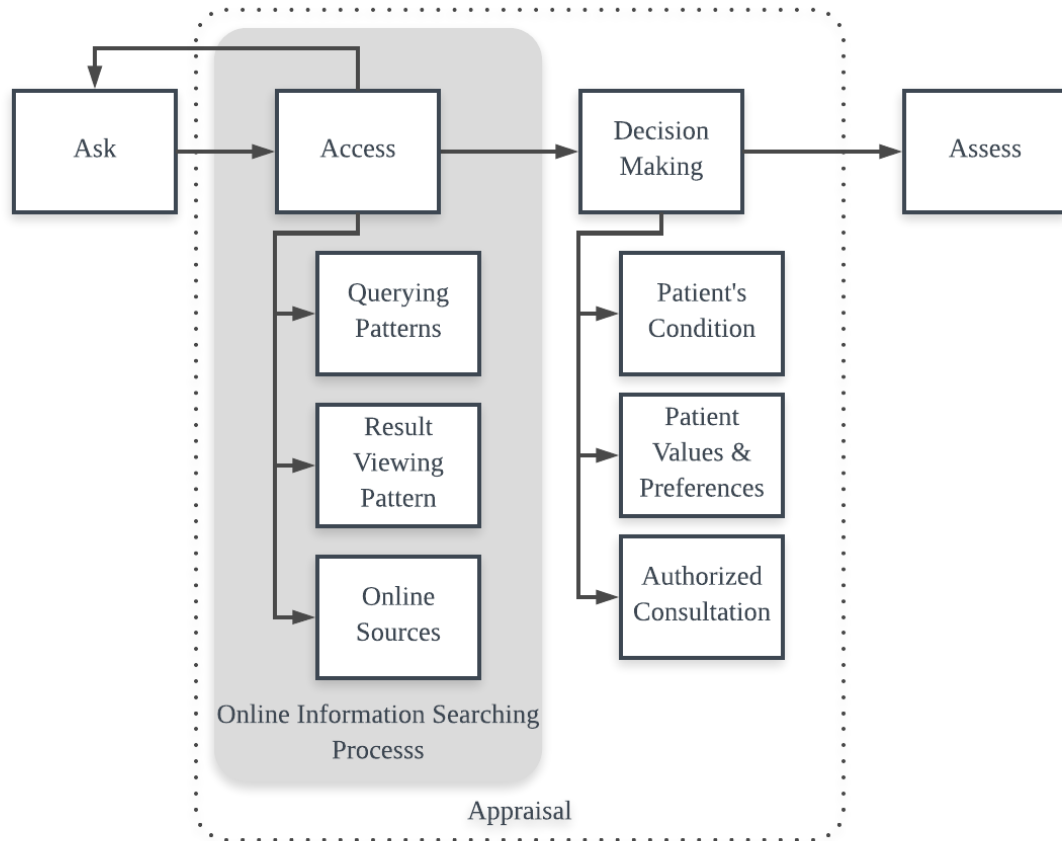 Ask
Access
Decision
Making
Assess
Querying
Patterns
Result
Viewing
Pattern
Online
Sources
Patient's
Condition
Patient
Values &
Preferences
Authorized
Consultation
Online Information Searching
Processs
Appraisal